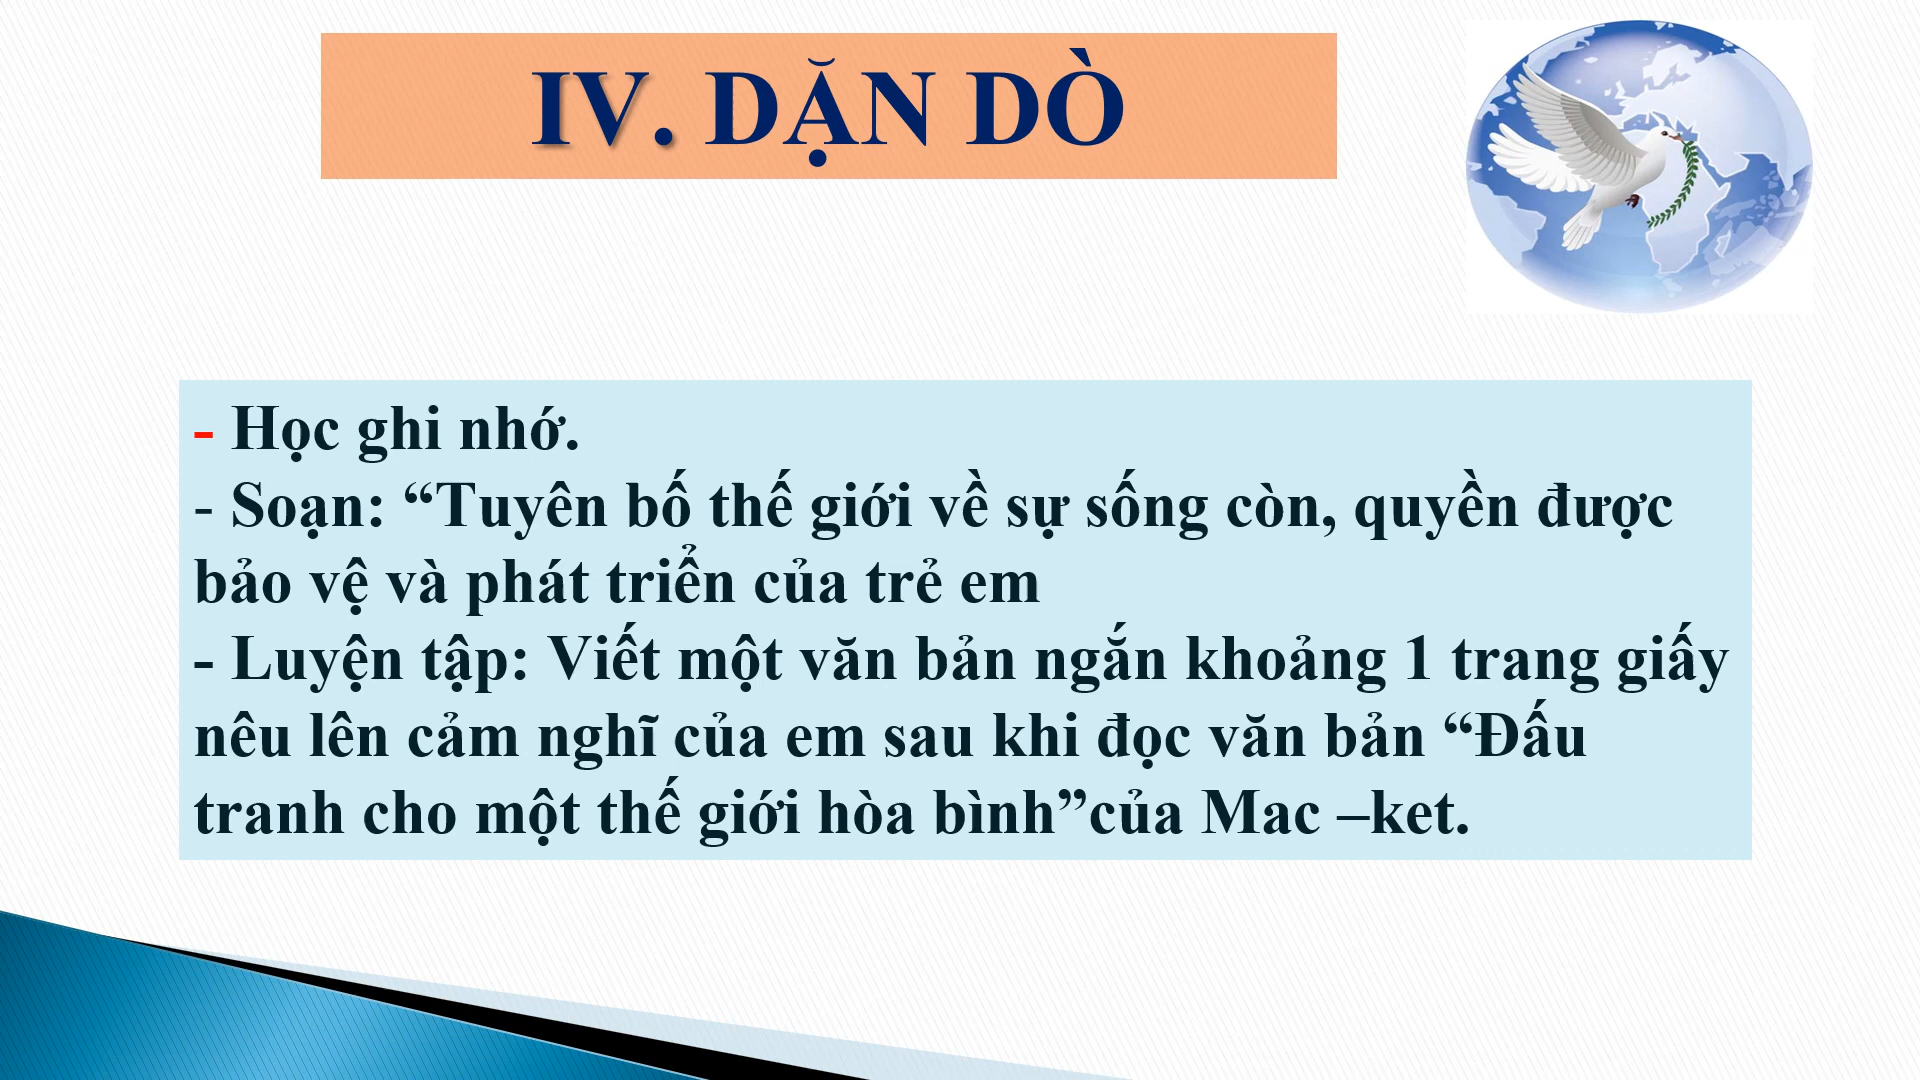 IV. DẶN DÒ
- Học ghi nhớ.
- Soạn: “Tuyên bố thế giới về sự sống còn, quyền được
bảo vệ và phát triển của trẻ em
- Luyện tập: Viết một văn bản ngắn khoảng 1 trang giấy
nêu lên cảm nghĩ của em sau khi đọc văn bản “Đấu
tranh cho một thế giới hòa bình”của Mac –ket.